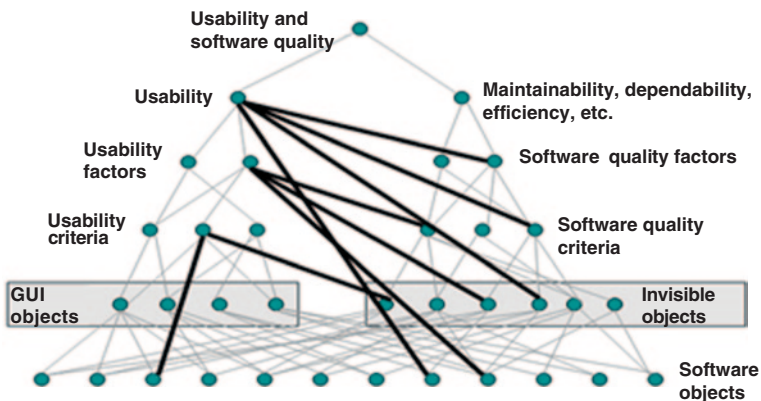 Usability and
software quality
Usability
Maintainability, dependability,
efficiency, etc.
Usability
factors
Software quality factors
Usability
criteria
Software quality
criteria
GUI
objects
Invisible
objects
Software
objects